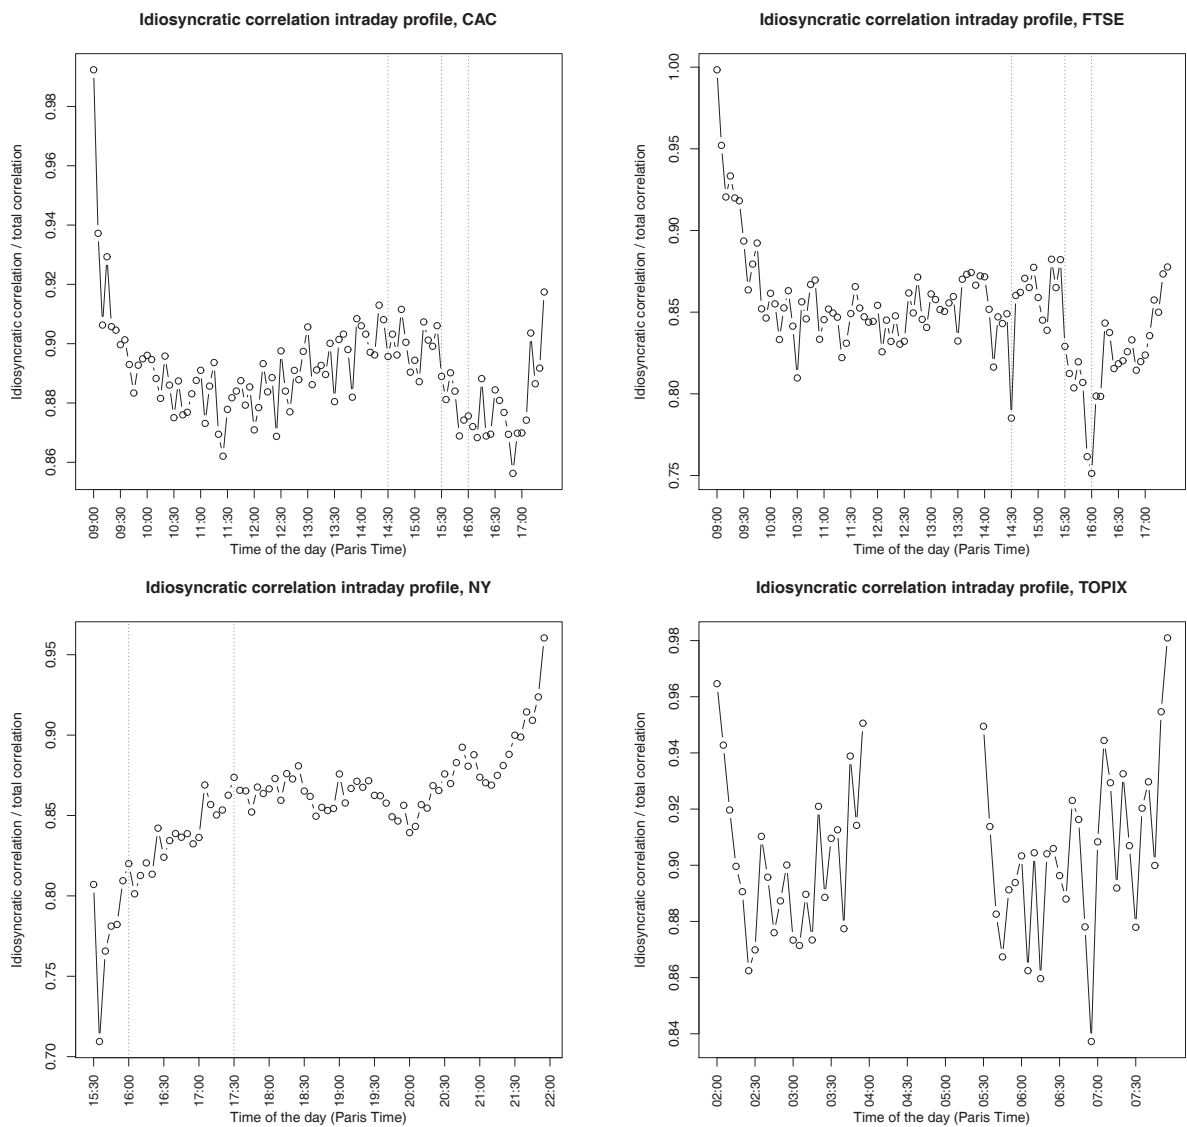 Idiosyncratic correlation intraday profile, CAC
Idiosyncratic correlation / total correlation
0.98
0.96
0.94
0.92
0.90
0.88
0.86
09:00 09:30 10:00 10:30 11:00 11:30 12:00 12:30 13:00 13:30 14:00 14:30 15:00 15:30 16:00 16:30 17:00
Time of the day (Paris Time)
Idiosyncratic correlation intraday profile, FTSE
Idiosyncratic correlation / total correlation
1.00
0.95
0.90
0.85
0.80
0.75
09:00 09:30 10:00 10:30 11:00 11:30 12:00 12:30 13:00 13:30 14:00 14:30 15:00 15:30 16:00 16:30 17:00
Time of the day (Paris Time)
Idiosyncratic correlation intraday profile, NY
Idiosyncratic correlation / total correlation
0.95
0.90
0.85
0.80
0.75
0.70
15:30 16:00 16:30 17:00 17:30 18:00 18:30 19:00 19:30 20:00 20:30 21:00 21:30 22:00
Time of the day (Paris Time)
Idiosyncratic correlation intraday profile, TOPIX
Idiosyncratic correlation / total correlation
0.98
0.96
0.94
0.92
0.90
0.88
0.86
0.84
02:00 02:30 03:00 03:30 04:00 04:30 05:00 05:30 06:00 06:30 07:00 07:30
Time of the day (Paris Time)